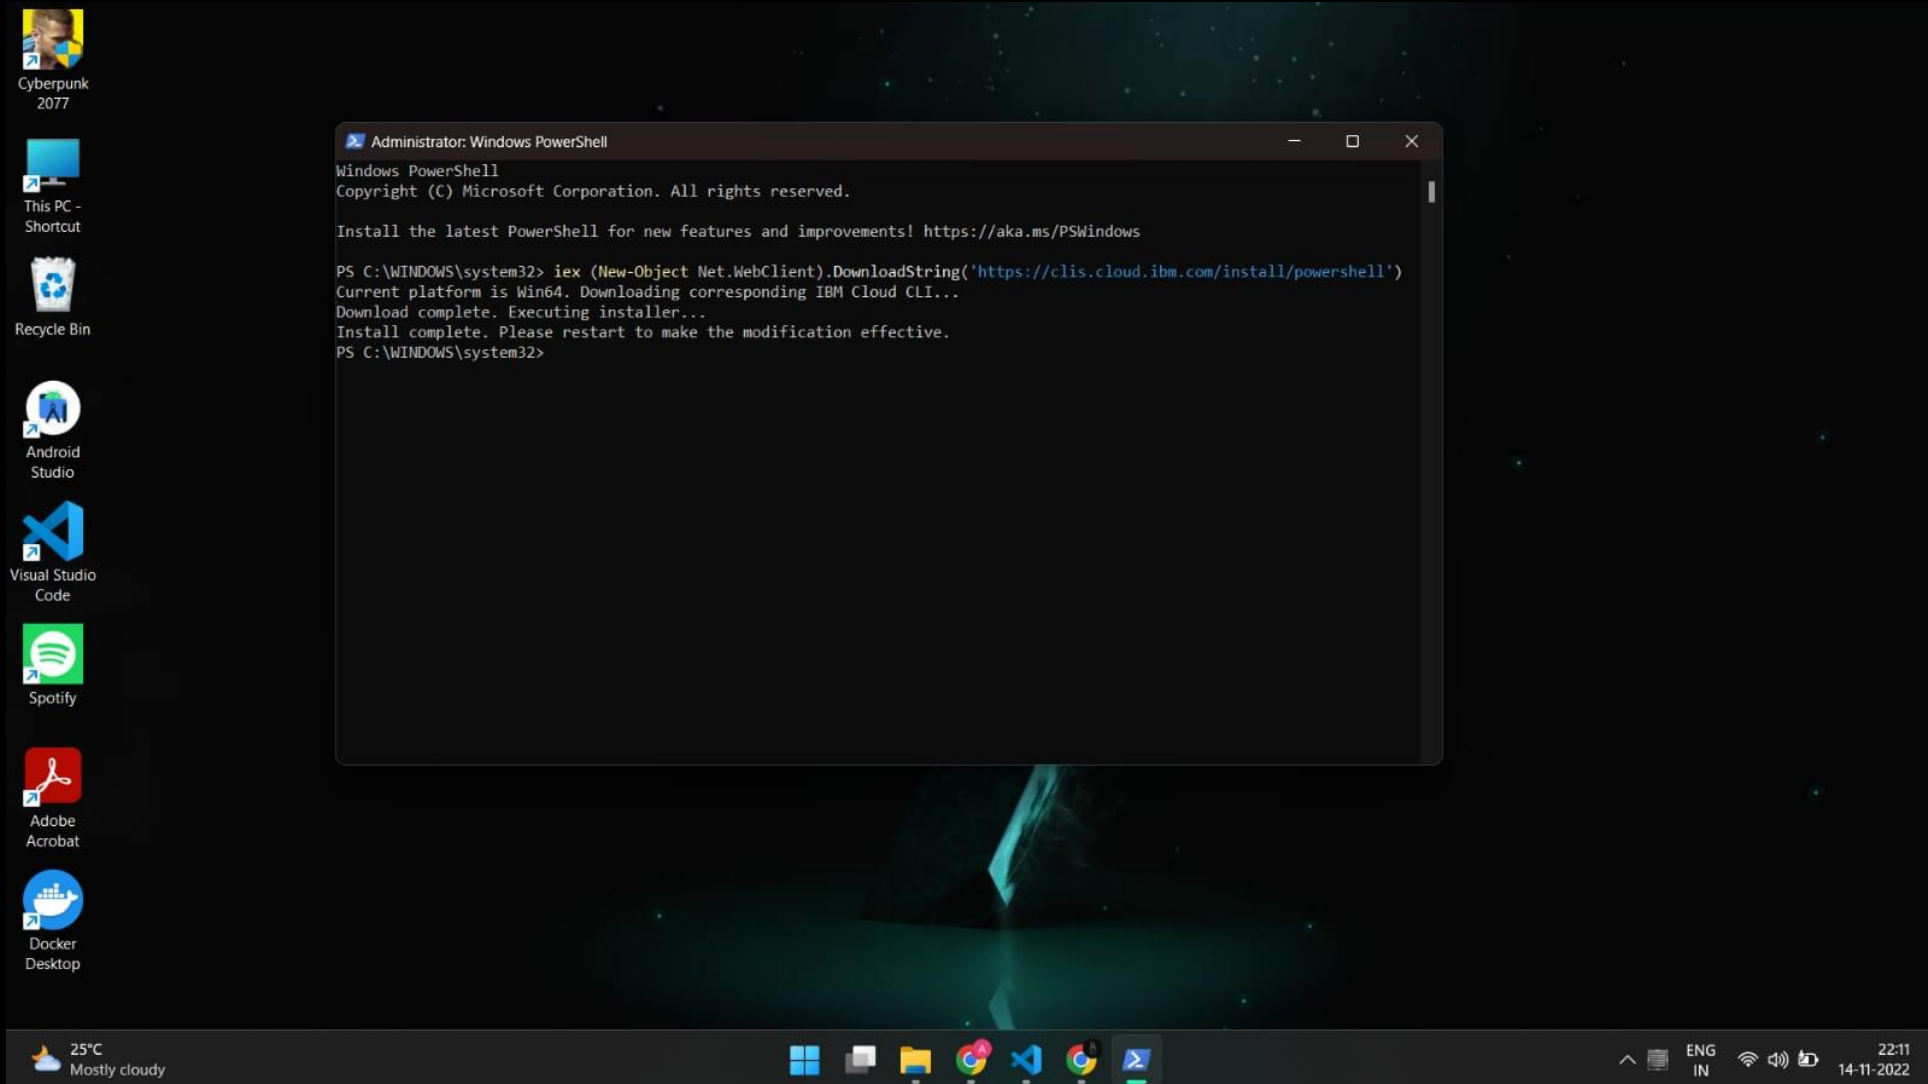 Cyberpunk
2077
This PC -
Shortcut
Recycle Bin
Android
Studio
Visual Studio
Code
Spotify
Adobe
Acrobat
Docker
Desktop
Administrator: Windows PowerShell
Windows PowerShell
Copyright (C) Microsoft Corporation. All rights reserved.
Install the latest PowerShell for new features and improvements! https://aka.ms/PSWindows
PS C:\WINDOWS\system32> iex (New-Object Net.WebClient).DownloadString('https://clis.cloud.ibm.com/install/powershell')
Current platform is Win64. Downloading corresponding IBM Cloud CLI...
Download complete. Executing installer...
Install complete. Please restart to make the modification effective.
PS C:\WINDOWS\system32>
25°C
Mostly cloudy
A
ENG
IN
22:11
14-11-2022